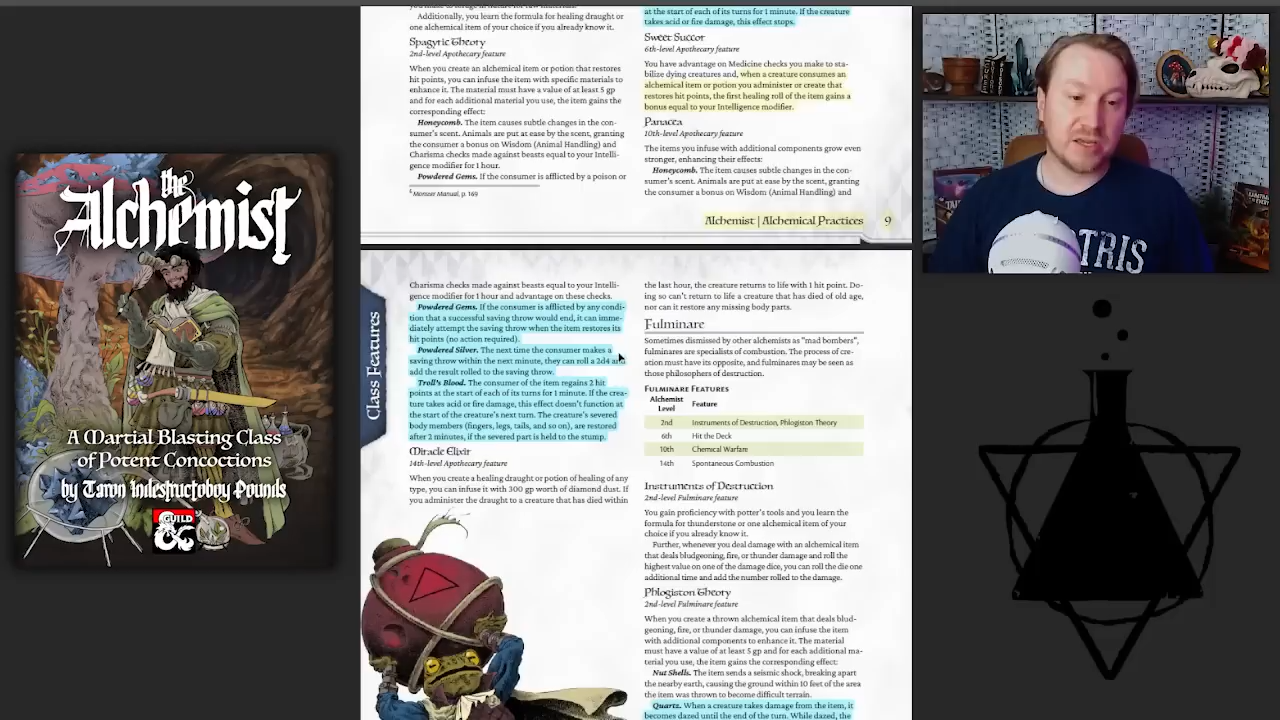 the
Alchemist
A Partial Blasting Class
of Potent Concoctions
by Tamn Indestructoboy Pounds
GUILD
Additionally, you learn the formula for healing draught or
one alchemical item of your choice if you already know it.
Spagyric Theory
2nd-level Apothecary feature
When you create an alchemical item or potion that restores
hit points, you can infuse the item with specific materials to
enhance it. The material must have a value of at least 5 gp
and for each additional material you use, the item gains the
corresponding effect:
Honeycomb. The item causes subtle changes in the con-
sumer's scent. Animals are put at ease by the scent, granting
the consumer a bonus on Wisdom (Animal Handling) and
Charisma checks made against beasts equal to your Intelli-
gence modifier for 1 hour.
Powdered Gems. If the consumer is afflicted by a poison or
1 Monster Manual, p. 169
at the start of each of its turns for 1 minute. If the creature
takes acid or fire damage, this effect stops.
Sweet Succor
6th-level Apothecary feature
You have advantage on Medicine checks you make to sta-
bilize dying creatures and, when a creature consumes an
alchemical item or potion you administer or create that
restores hit points, the first healing roll of the item gains a
bonus equal to your Intelligence modifier.
Panacea
10th-level Apothecary feature
The items you infuse with additional components grow even
stronger, enhancing their effects:
Honeycomb. The item causes subtle changes in the con-
sumer's scent. Animals are put at ease by the scent, granting
the consumer a bonus on Wisdom (Animal Handling) and
Alchemist | Alchemical Practices 9
Class Features
Charisma checks made against beasts equal to your Intelli-
gence modifier for 1 hour and advantage on these checks.
Powdered Gems. If the consumer is afflicted by any condi-
tion that a successful saving throw would end, it can imme-
diately attempt the saving throw when the item restores its
hit points (no action required).
Powdered Silver. The next time the consumer makes a
saving throw within the next minute, they can roll a 2d4 and
add the result rolled to the saving throw.
Troll's Blood. The consumer of the item regains 2 hit
points at the start of each of its turns for 1 minute. If the crea-
ture takes acid or fire damage, this effect doesn't function at
the start of the creature's next turn. The creature's severed
body members (fingers, legs, tails, and so on), are restored
after 2 minutes, if the severed part is held to the stump.
Miracle Elixir
14th-level Apothecary feature
When you create a healing draught or potion of healing of any
type, you can infuse it with 300 gp worth of diamond dust. If
you administer the draught to a creature that has died within
the last hour, the creature returns to life with 1 hit point. Do-
ing so can't return to life a creature that has died of old age,
nor can it restore any missing body parts.
Fulminare
Sometimes dismissed by other alchemists as "mad bombers",
fulminares are specialists of combustion. The process of cre-
ation must have its opposite, and fulminares may be seen as
those philosophers of destruction.
Fulminare Features
Alchemist
Level Feature
2nd Instruments of Destruction, Phlogiston Theory
6th Hit the Deck
10th Chemical Warfare
14th Spontaneous Combustion
Instruments of Destruction
2nd-level Fulminare feature
You gain proficiency with potter's tools and you learn the
formula for thunderstone or one alchemical item of your
choice if you already know it.
Further, whenever you deal damage with an alchemical item
that deals bludgeoning, fire, or thunder damage and roll the
highest value on one of the damage dice, you can roll the die one
additional time and add the number rolled to the damage.
Phlogiston Theory
2nd-level Fulminare feature
When you create a thrown alchemical item that deals blud-
geoning, fire, or thunder damage, you can infuse the item
with additional components to enhance it. The material
must have a value of at least 5 gp and for each additional ma-
terial you use, the item gains the corresponding effect:
Nut Shells. The item sends a seismic shock, breaking apart
the nearby earth, causing the ground within 10 feet of the area
the item was thrown to become difficult terrain.
Quartz. When a creature takes damage from the item, it
becomes dazed until the end of the turn. While dazed, the
TRIS